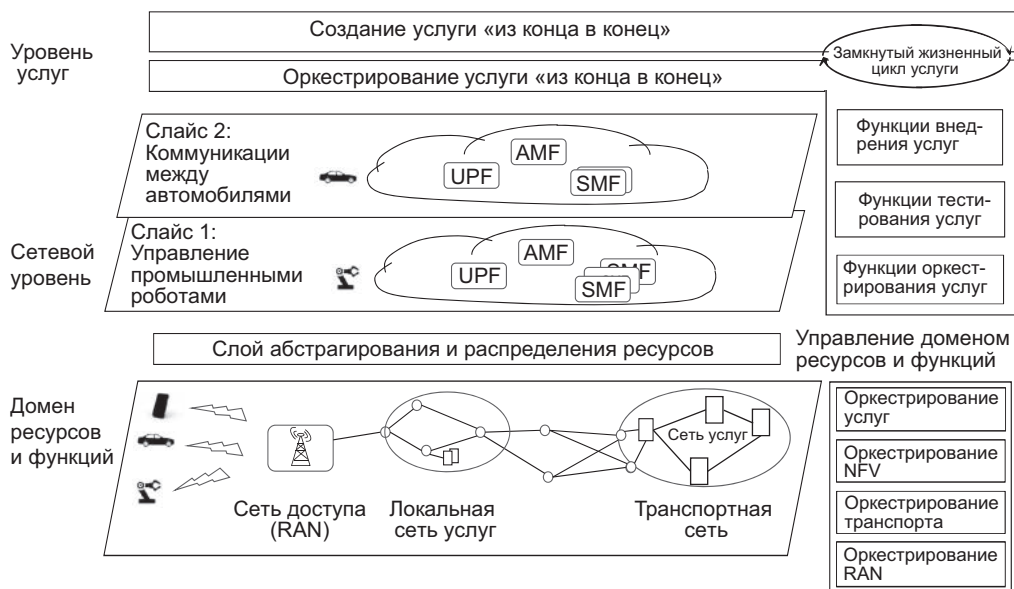 Создание услуги «из конца в конец»
Уровень
услуг
Замкнутый жизненный
цикл услуги
Оркестрирование услуги «из конца в конец»
Слайс 2:
Коммуникации
между
автомобилями
AMF
UPF
SMF
Функции внед-
рения услуг
Функции тести-
рования услуг
Функции оркест-
рирования услуг
Сетевой
уровень
Слайс 1:
Управление
промышленными
роботами
AMF
UPF
SMF
SMF
Слой абстрагирования и распределения ресурсов
Управление доменом
ресурсов и функций
Домен
ресурсов
и функций
Сеть услуг
Сеть доступа
(RAN)
Локальная
сеть услуг
Транспортная
сеть
Оркестрирование
услуг
Оркестрирование
NFV
Оркестрирование
транспорта
Оркестрирование
RAN